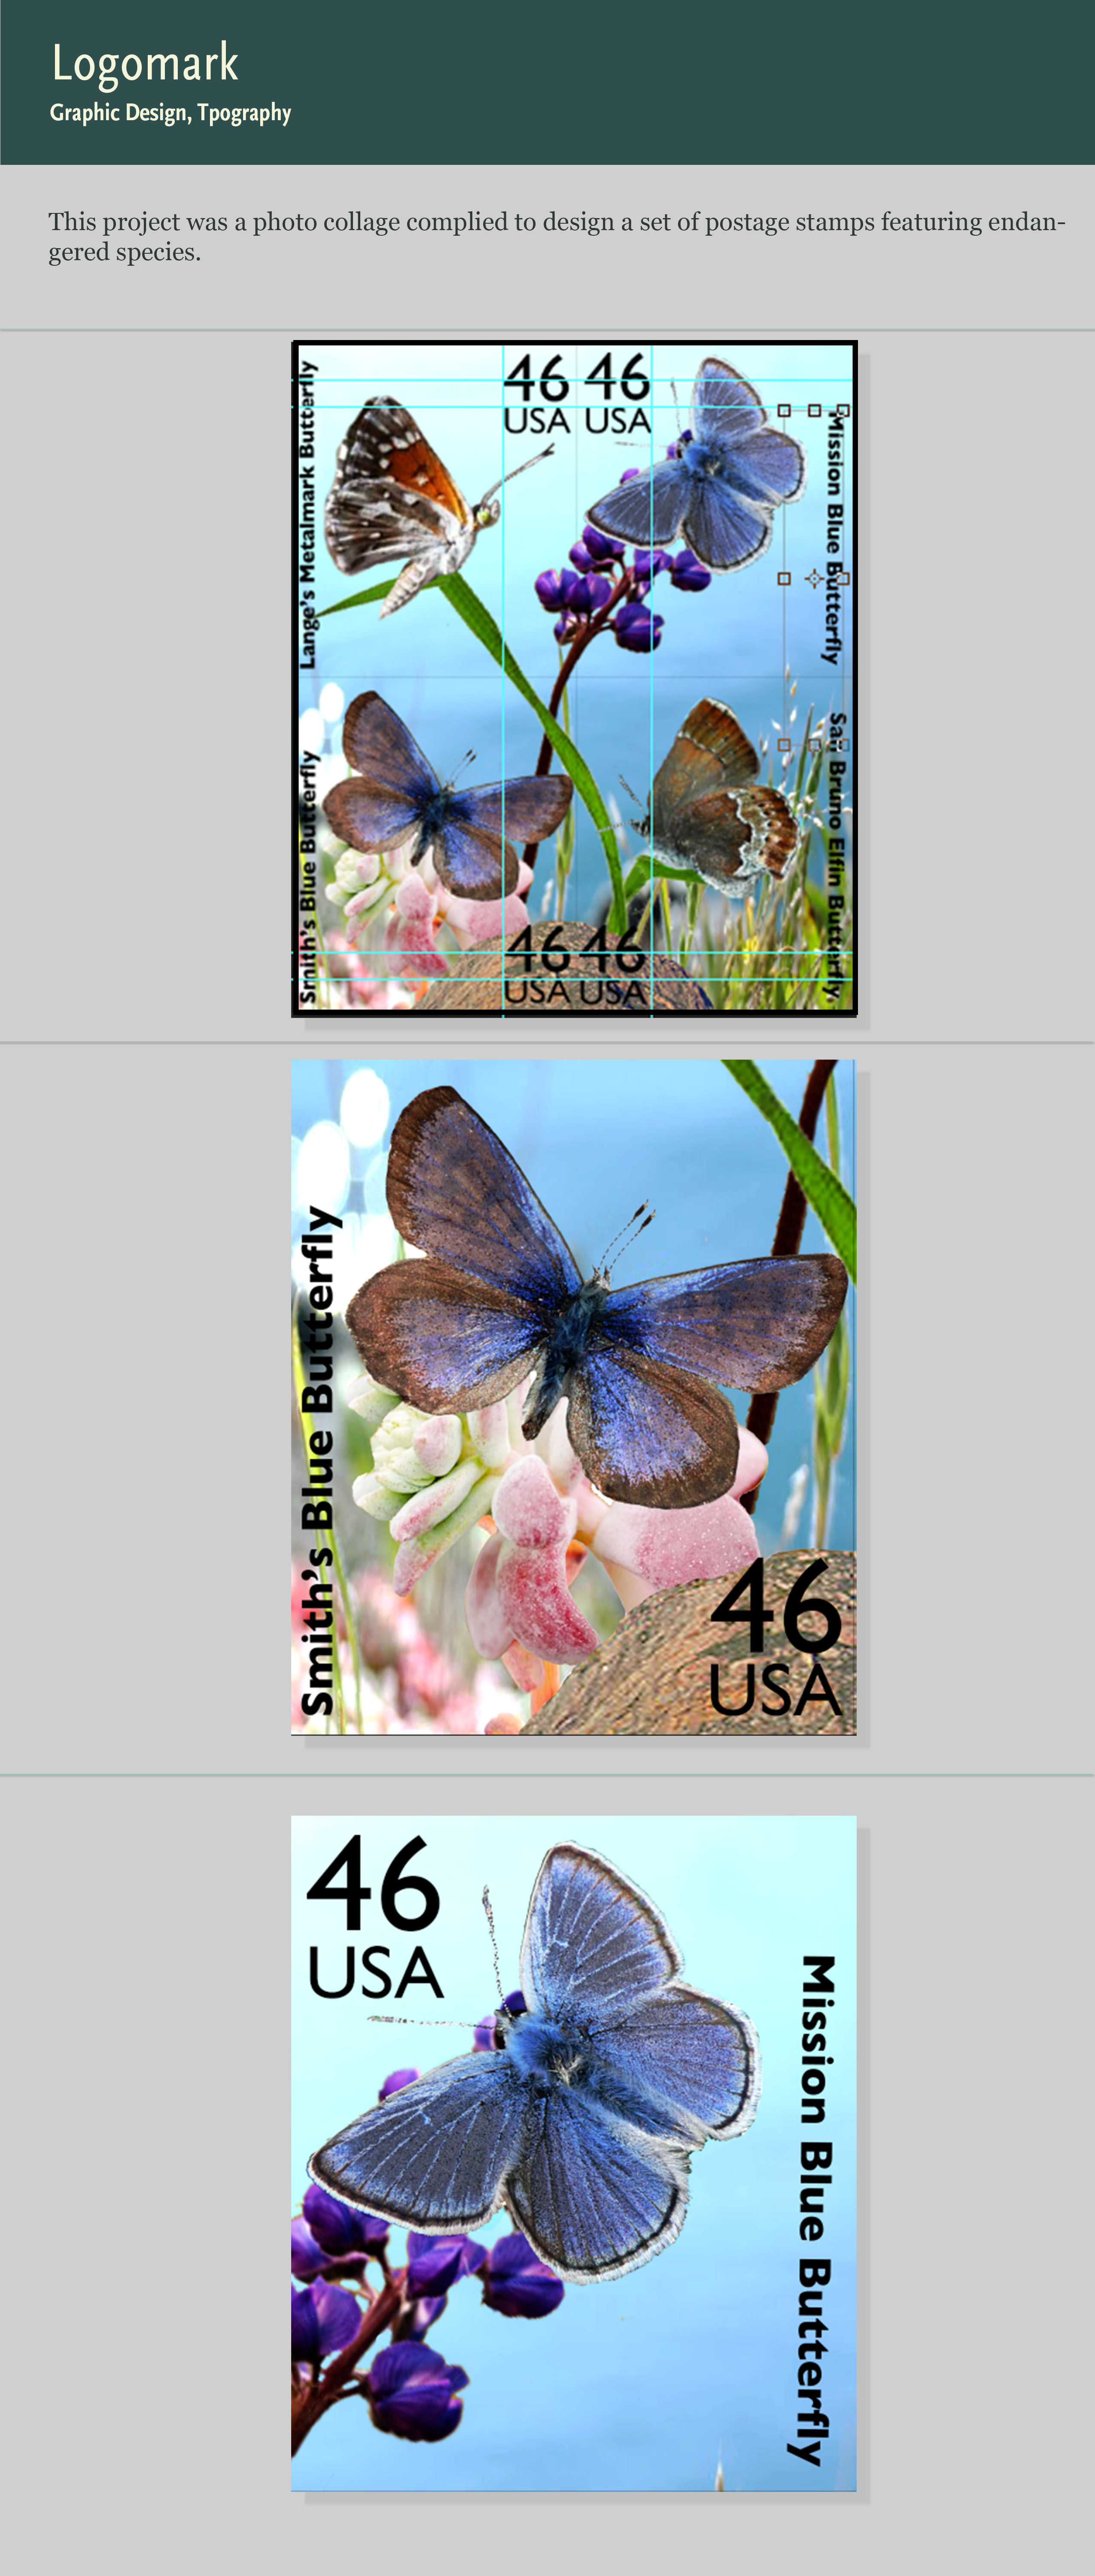 Logomark
Graphic Design, Tpography
This project was a photo collage complied to design a set of postage stamps featuring endan-
gered species.
Lange's Metalmark Butterfly
46
USA
46
USA
Mission Blue Butterfly
Smith's Blue Butterfly
46
USA
46
USA
San Bruno Elfin Butterfly
Smith's Blue Butterfly
46
USA
46
USA
Mission Blue Butterfly